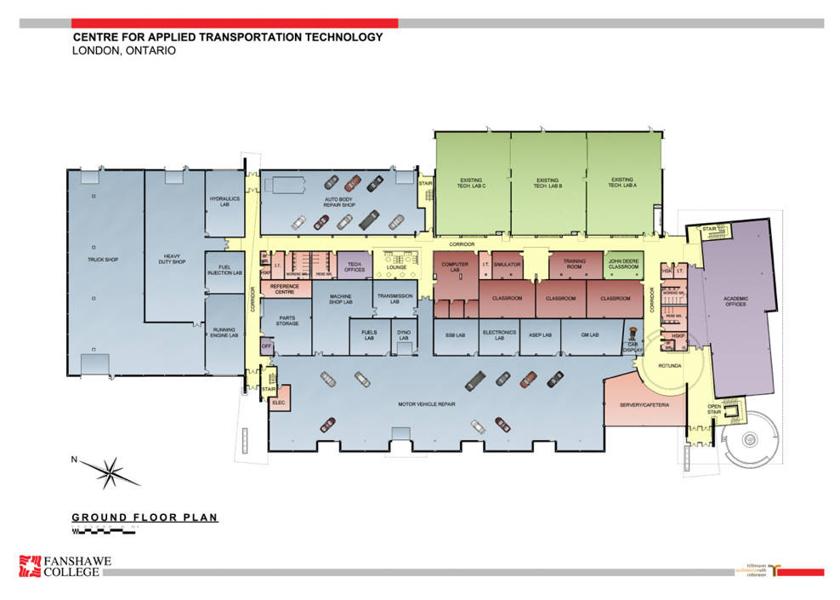 CENTRE FOR APPLIED TRANSPORTATION TECHNOLOGY
LONDON, ONTARIO
EXISTING
TECH. LAB C
EXISTING
TECH. LAB B
EXISTING
TECH. LAB A
HYDRAULICS
LAB
AUTO BODY
REPAIR SHOP
STAIR
STAIR
CORRIDOR
TRUCK SHOP
HEAVY
DUTY SHOP
FUEL
INJECTION LAB
I.T.
HSKP
TECH
OFFICES
LOUNGE
COMPUTER
LAB
I.T.
SIMULATOR
TRAINING
ROOM
JOHN DEERE
CLASSROOM
I.T.
REFERENCE
CENTRE
CORRIDOR
MACHINE
SHOP LAB
TRANSMISSION
LAB
CLASSROOM
CLASSROOM
CLASSROOM
CORRIDOR
ACADEMIC
OFFICES
PARTS
STORAGE
RUNNING
ENGINE LAB
FUELS
LAB
DYNO
LAB
SSB LAB
ELECTRONICS
LAB
ASEP LAB
GM LAB
CAB
DISPLAY
HSKP
OFF
ROTUNDA
STAIR
ELEC
MOTOR VEHICLE REPAIR
SERVERY/CAFETERIA
OPEN
STAIR
N
GROUND FLOOR PLAN
FANSHAWE
COLLEGE